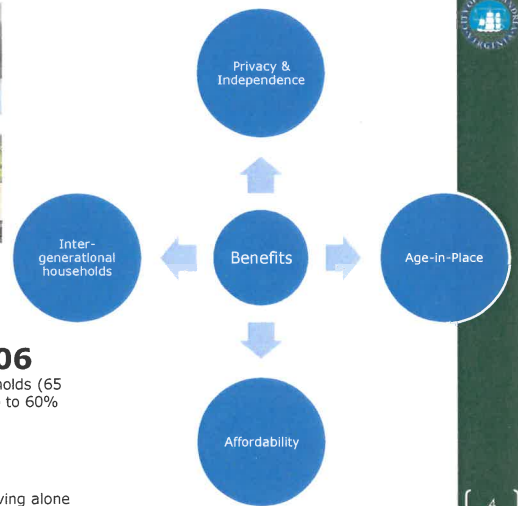 Privacy &
Independence
Inter-
generational
households
Benefits
Age-in-Place
Affordability
06
holds (65
to 60%
ving alone
4